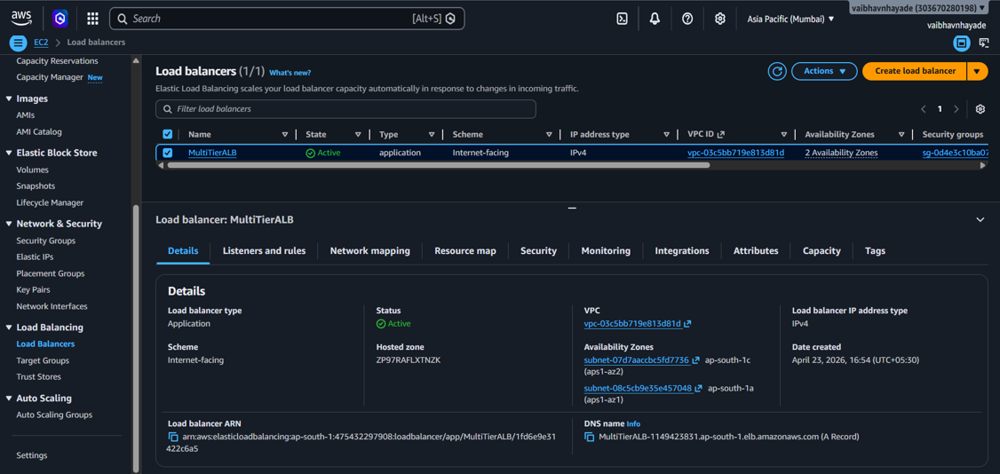 aws
Search [Alt+S]
Asia Pacific (Mumbai)
vaibhavnhayade (303670280198)
vaibhavnhayade
EC2 Load balancers
Capacity Reservations
Capacity Manager New
Images
AMIs
AMI Catalog
Elastic Block Store
Volumes
Snapshots
Lifecycle Manager
Network & Security
Security Groups
Elastic IPs
Placement Groups
Key Pairs
Network Interfaces
Load Balancing
Load Balancers
Target Groups
Trust Stores
Auto Scaling
Auto Scaling Groups
Settings
Load balancers (1/1) What's new?
Actions
Create load balancer
Elastic Load Balancing scales your load balancer capacity automatically in response to changes in incoming traffic.
Filter load balancers
1
Name State Type Scheme IP address type VPC ID Availability Zones Security groups
MultiTierALB Active application Internet-facing IPv4 vpc-03c5bb719e813d81d 2 Availability Zones sg-0d4e3c10ba07
Load balancer: MultiTierALB
Details Listeners and rules Network mapping Resource map Security Monitoring Integrations Attributes Capacity Tags
Details
Load balancer type
Application
Status
Active
VPC
vpc-03c5bb719e813d81d
Load balancer IP address type
IPv4
Scheme
Internet-facing
Hosted zone
ZP97RAFLXTNZK
Availability Zones
subnet-07d7aaccbc5fd7736 ap-south-1c
(aps1-az2)
subnet-08c5cb9e35e457048 ap-south-1a
(aps1-az1)
Date created
April 23, 2026, 16:54 (UTC+05:30)
Load balancer ARN
arn:aws:elasticloadbalancing:ap-south-1:475432297908:loadbalancer/app/MultiTierALB/1fd6e9e31
422c6a5
DNS name Info
MultiTierALB-1149423831.ap-south-1.elb.amazonaws.com (A Record)